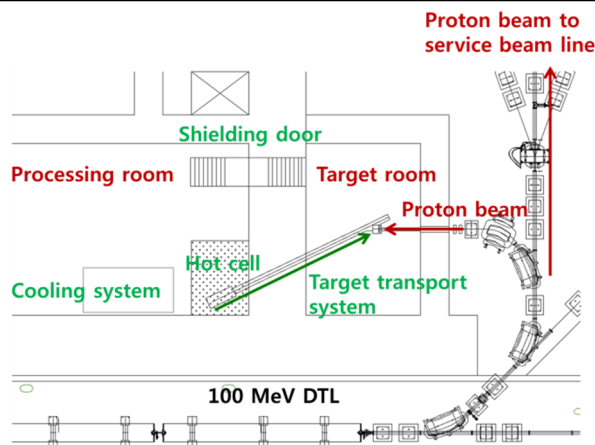 Proton beam to
service beam line
Shielding door
Processing room
Target room
Proton beam
Hot cell
Cooling system
Target transport
system
100 MeV DTL